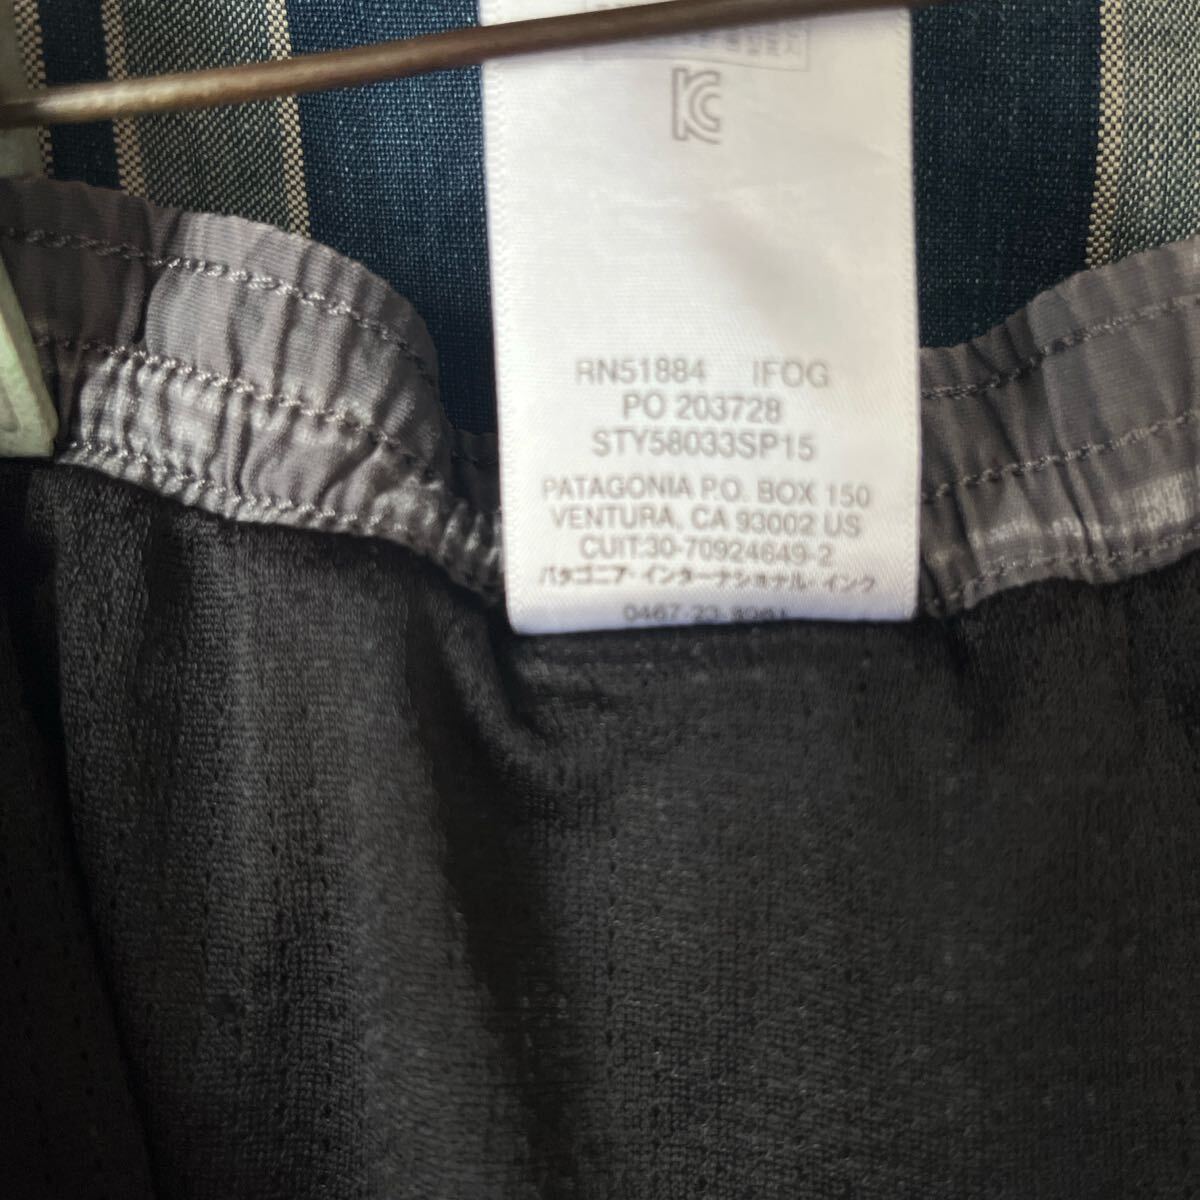 RN51884 IFOG
PO 203728
STY58033SP15
PATAGONIA P.O. BOX 150
VENTURA, CA 93002 US
CUIT:30-70924649-2
パタゴニア・インターナショナル・インク